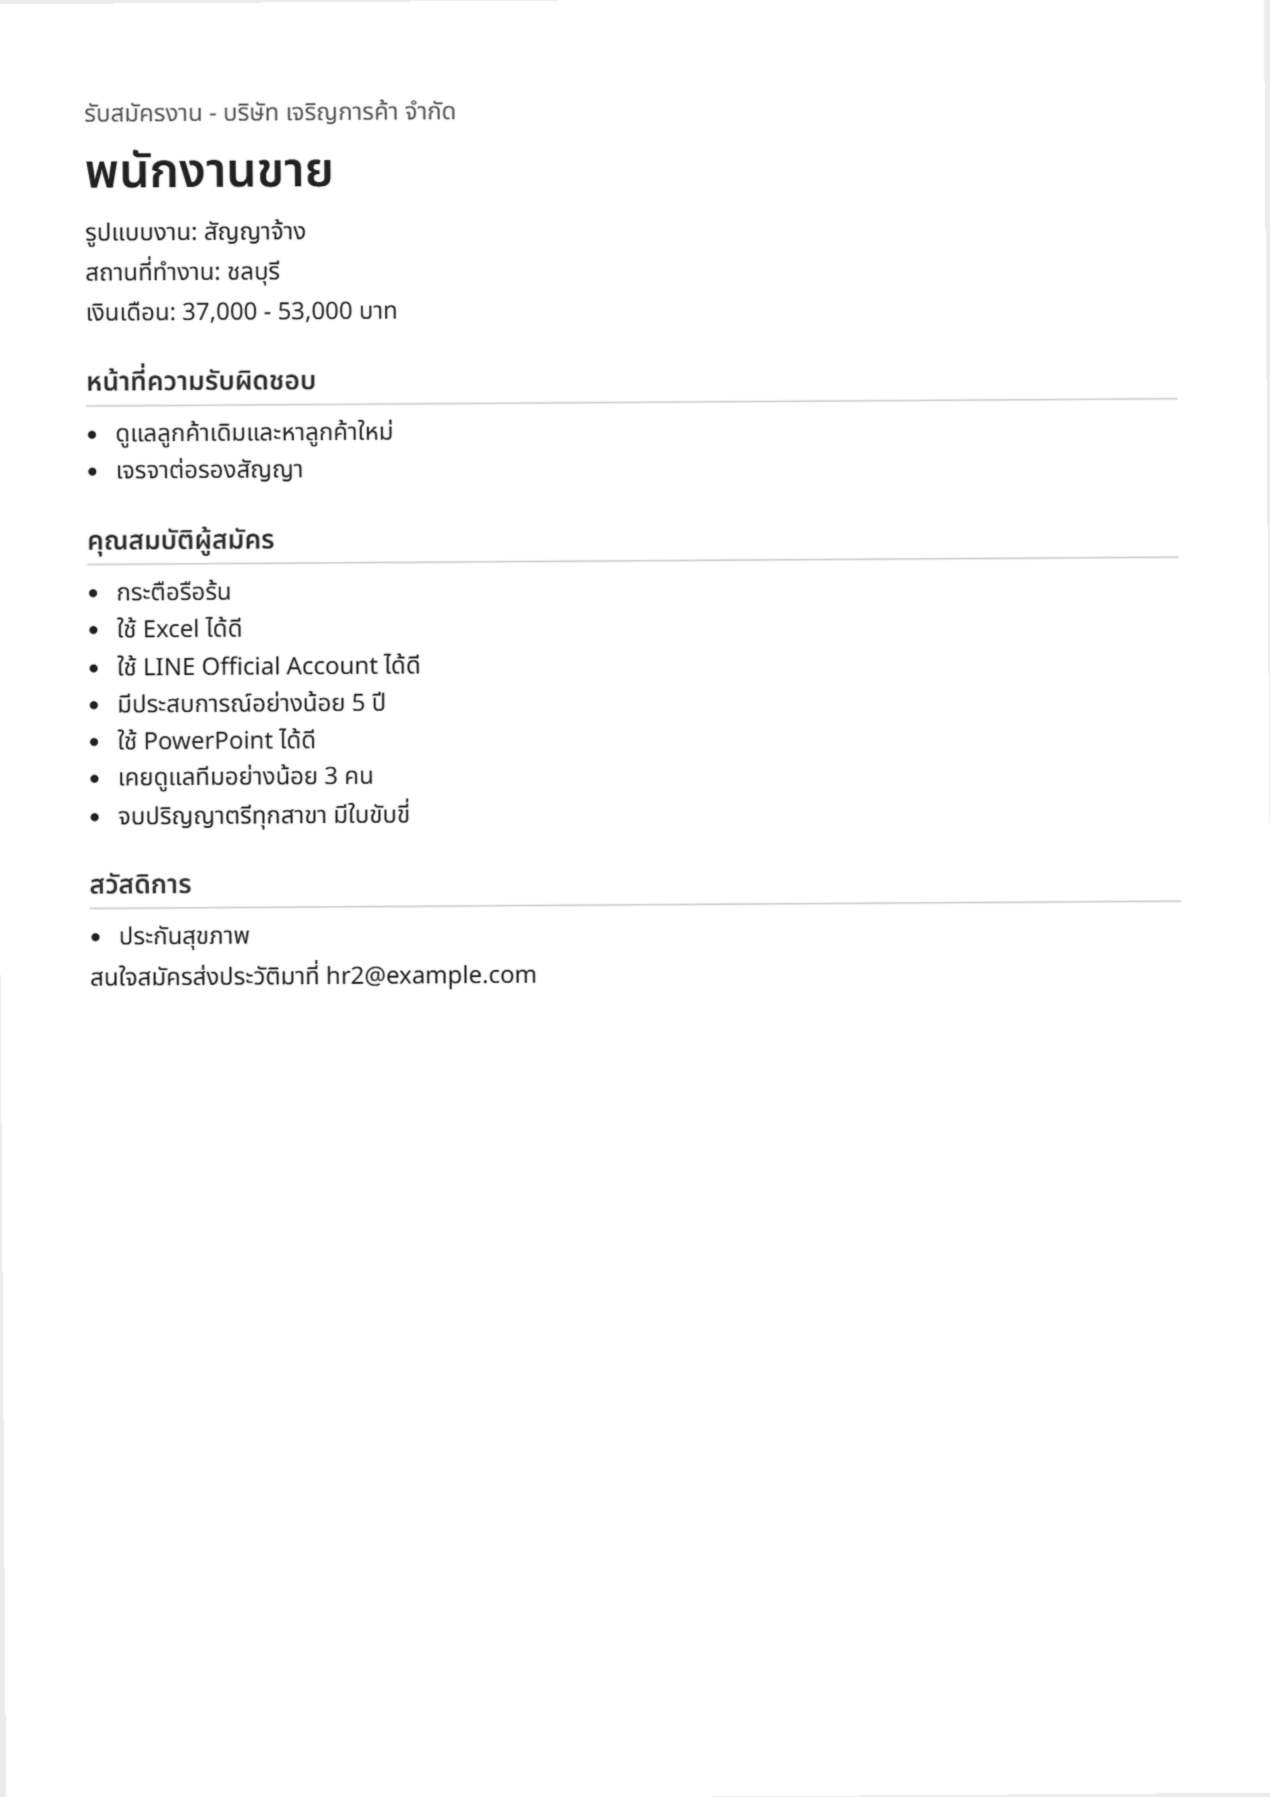 รับสมัครงาน - บริษัท เจริญการค้า จำกัด
พนักงานขาย
รูปแบบงาน: สัญญาจ้าง
สถานที่ทำงาน: ชลบุรี
เงินเดือน: 37,000 - 53,000 บาท
หน้าที่ความรับผิดชอบ
• ดูแลลูกค้าเดิมและหาลูกค้าใหม่
• เจรจาต่อรองสัญญา
คุณสมบัติผู้สมัคร
• กระตือรือร้น
• ใช้ Excel ได้ดี
• ใช้ LINE Official Account ได้ดี
• มีประสบการณ์อย่างน้อย 5 ปี
• ใช้ PowerPoint ได้ดี
• เคยดูแลทีมอย่างน้อย 3 คน
• จบปริญญาตรีทุกสาขา มีใบขับขี่
สวัสดิการ
• ประกันสุขภาพ
สนใจสมัครส่งประวัติมาที่ hr2@example.com